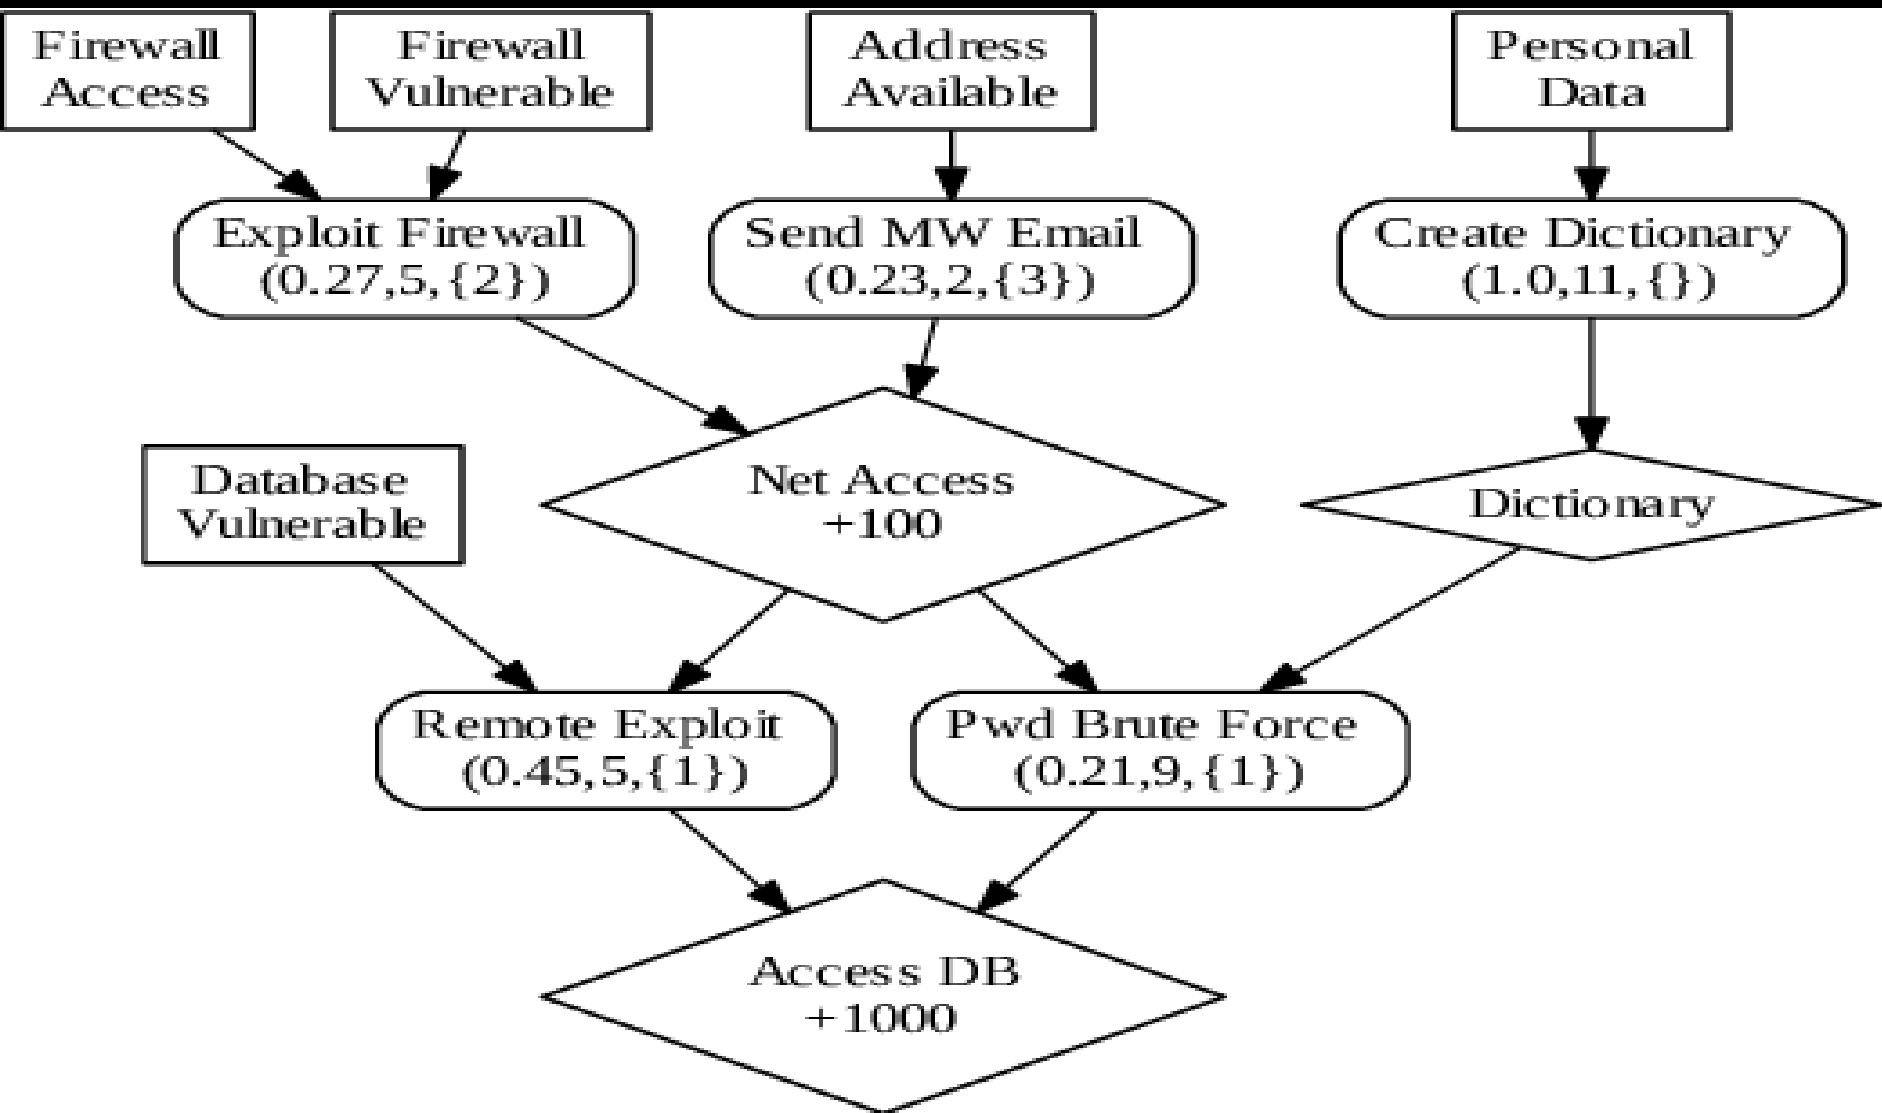 Firewall
Access
Firewall
Vulnerable
Address
Available
Personal
Data
Exploit Firewall
(0.27,5,{2})
Send MW Email
(0.23,2,{3})
Create Dictionary
(1.0,11,{})
Database
Vulnerable
Net Access
+100
Dictionary
Remote Exploit
(0.45,5,{1})
Pwd Brute Force
(0.21,9,{1})
Access DB
+1000